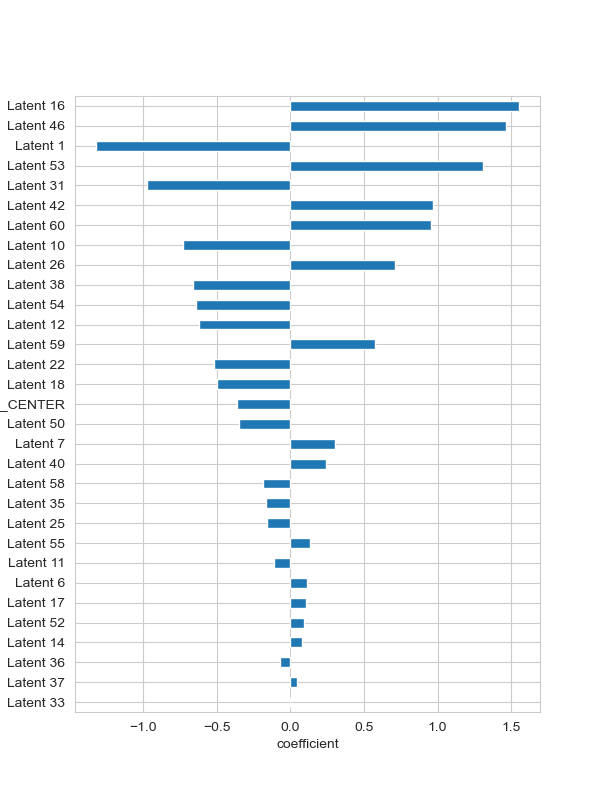 Latent 16
Latent 46
Latent 1
Latent 53
Latent 31
Latent 42
Latent 60
Latent 10
Latent 26
Latent 38
Latent 54
Latent 12
Latent 59
Latent 22
Latent 18
_CENTER
Latent 50
Latent 7
Latent 40
Latent 58
Latent 35
Latent 25
Latent 55
Latent 11
Latent 6
Latent 17
Latent 52
Latent 14
Latent 36
Latent 37
Latent 33
−1.0 −0.5 0.0 0.5 1.0 1.5
coefficient